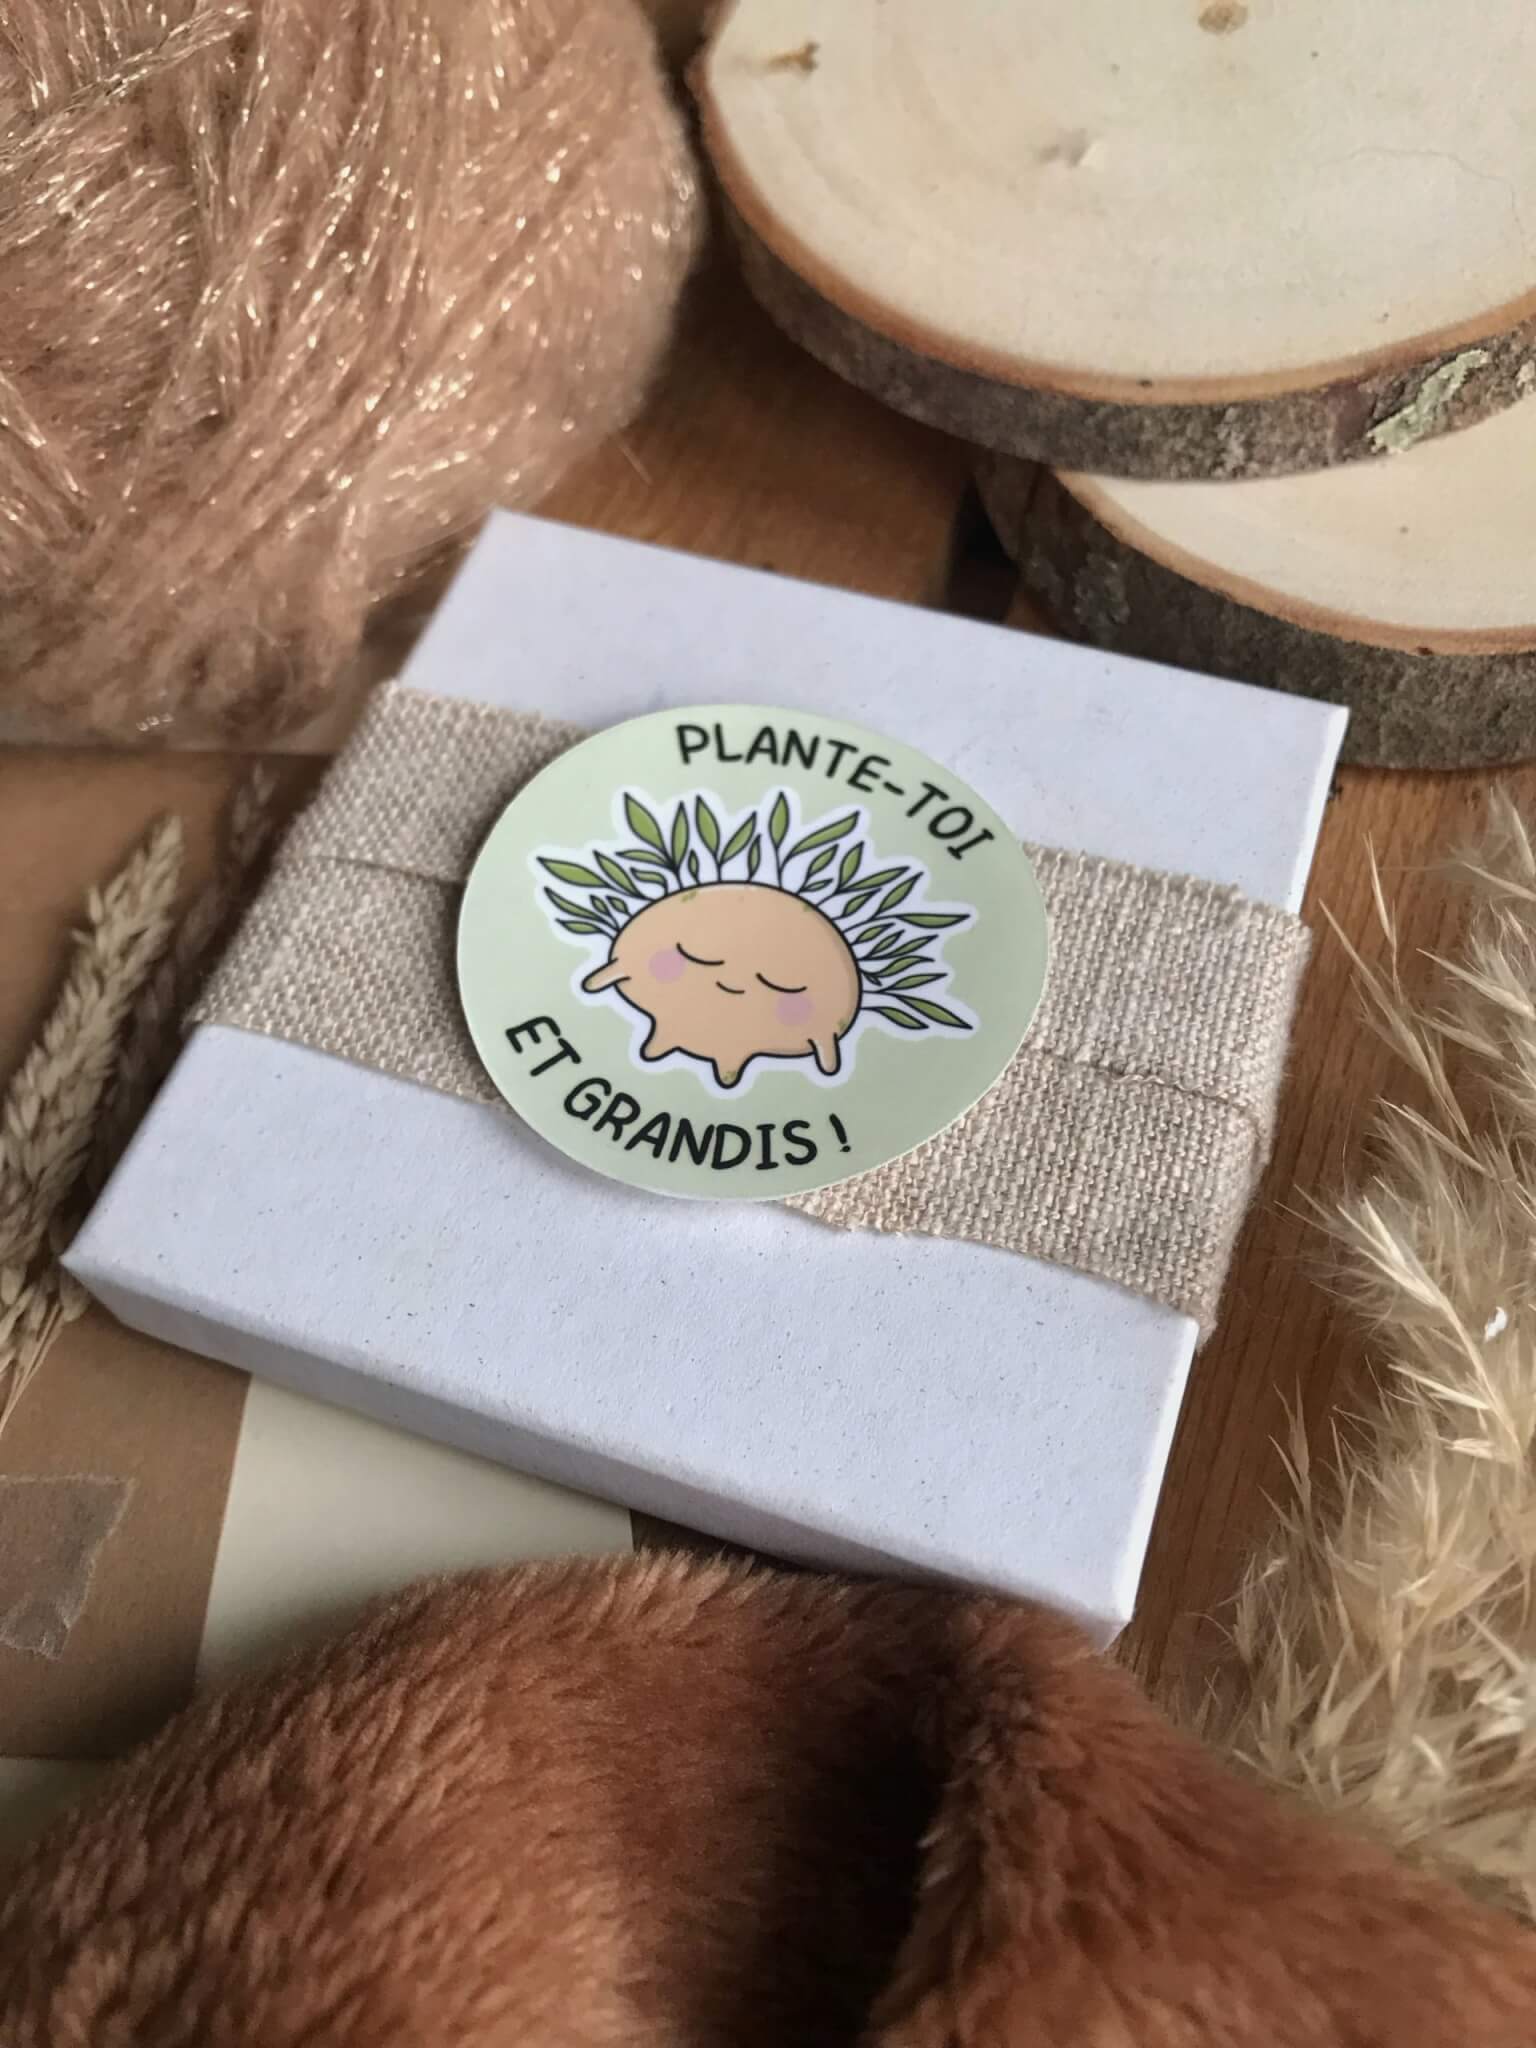 PLANTE-TOI
ET GRANDIS !